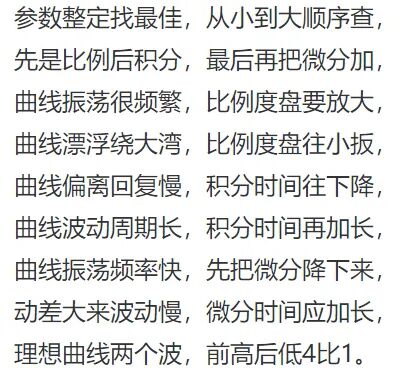 参数整定找最佳，从小到大顺序查，
先是比例后积分，最后再把微分加，
曲线振荡很频繁，比例度盘要放大，
曲线漂浮绕大湾，比例度盘往小扳，
曲线偏离回复慢，积分时间往下降，
曲线波动周期长，积分时间再加长，
曲线振荡频率快，先把微分降下来，
动差大来波动慢，微分时间应加长，
理想曲线两个波，前高后低4比1。